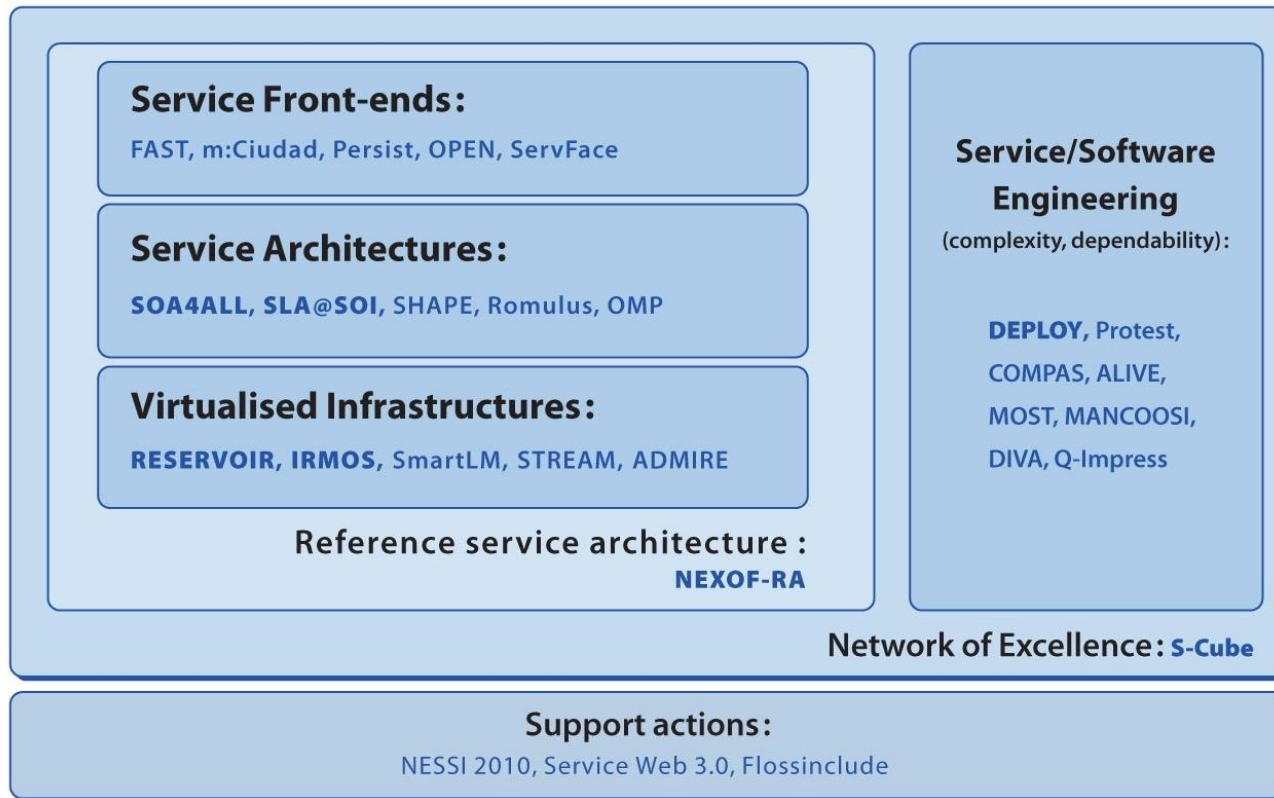 Service Front-ends:
FAST, m:Ciudad, Persist, OPEN, ServFace
Service Architectures:
SOA4ALL, SLA@SOI, SHAPE, Romulus, OMP
Virtualised Infrastructures:
RESERVOIR, IRMOS, SmartLM, STREAM, ADMIRE
Reference service architecture :
NEXOF-RA
Service/Software
Engineering
(complexity, dependability):
DEPLOY, Protest,
COMPAS, ALIVE,
MOST, MANCOOSI,
DIVA, Q-Impress
Network of Excellence: S-Cube
Support actions:
NESSI 2010, Service Web 3.0, Flossinclude